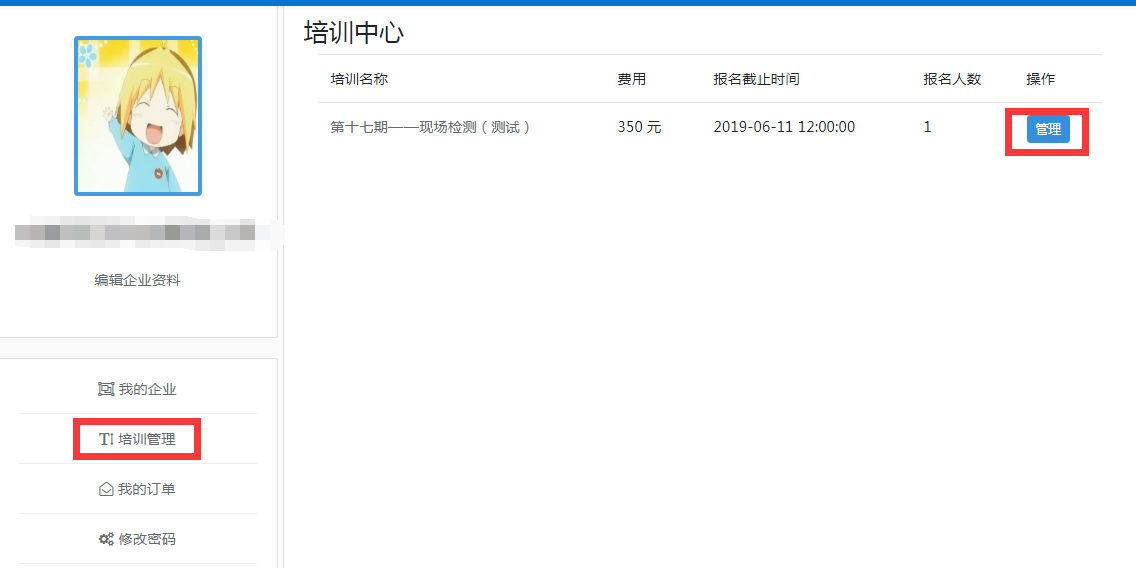 培训中心
培训名称 费用 报名截止时间 报名人数 操作
第十七期——现场检测（测试） 350 元 2019-06-11 12:00:00 1 管理
编辑企业资料
我的企业
培训管理
我的订单
修改密码